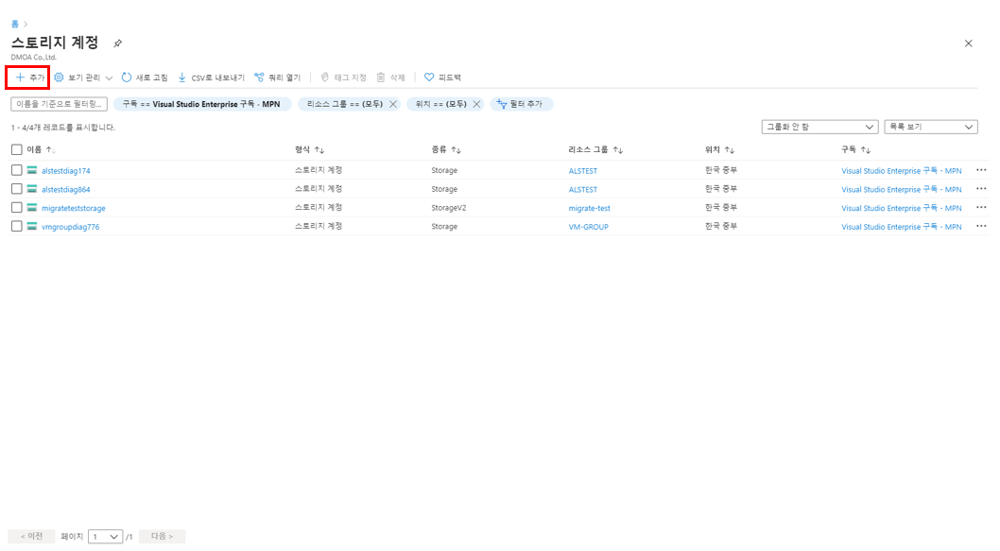 홈 >
스토리지 계정
DMOA Co.,Ltd.
+ 추가 보기 관리 새로 고침 CSV로 내보내기 쿼리 열기 태그 지정 삭제 피드백
이름을 기준으로 필터링... 구독 == Visual Studio Enterprise 구독 - MPN 리소스 그룹 == (모두) 위치 == (모두) 필터 추가
1 - 4/4개 레코드를 표시합니다. 그룹화 안 함 목록 보기
이름 ↑↓ 형식 ↑↓ 종류 ↑↓ 리소스 그룹 ↑↓ 위치 ↑↓ 구독 ↑↓
alstestdiag174 스토리지 계정 Storage ALSTEST 한국 중부 Visual Studio Enterprise 구독 - MPN ...
alstestdiag864 스토리지 계정 Storage ALSTEST 한국 중부 Visual Studio Enterprise 구독 - MPN ...
migrateteststorage 스토리지 계정 StorageV2 migrate-test 한국 중부 Visual Studio Enterprise 구독 - MPN ...
vmgroupdiag776 스토리지 계정 Storage VM-GROUP 한국 중부 Visual Studio Enterprise 구독 - MPN ...
< 이전 페이지 1 /1 다음 >